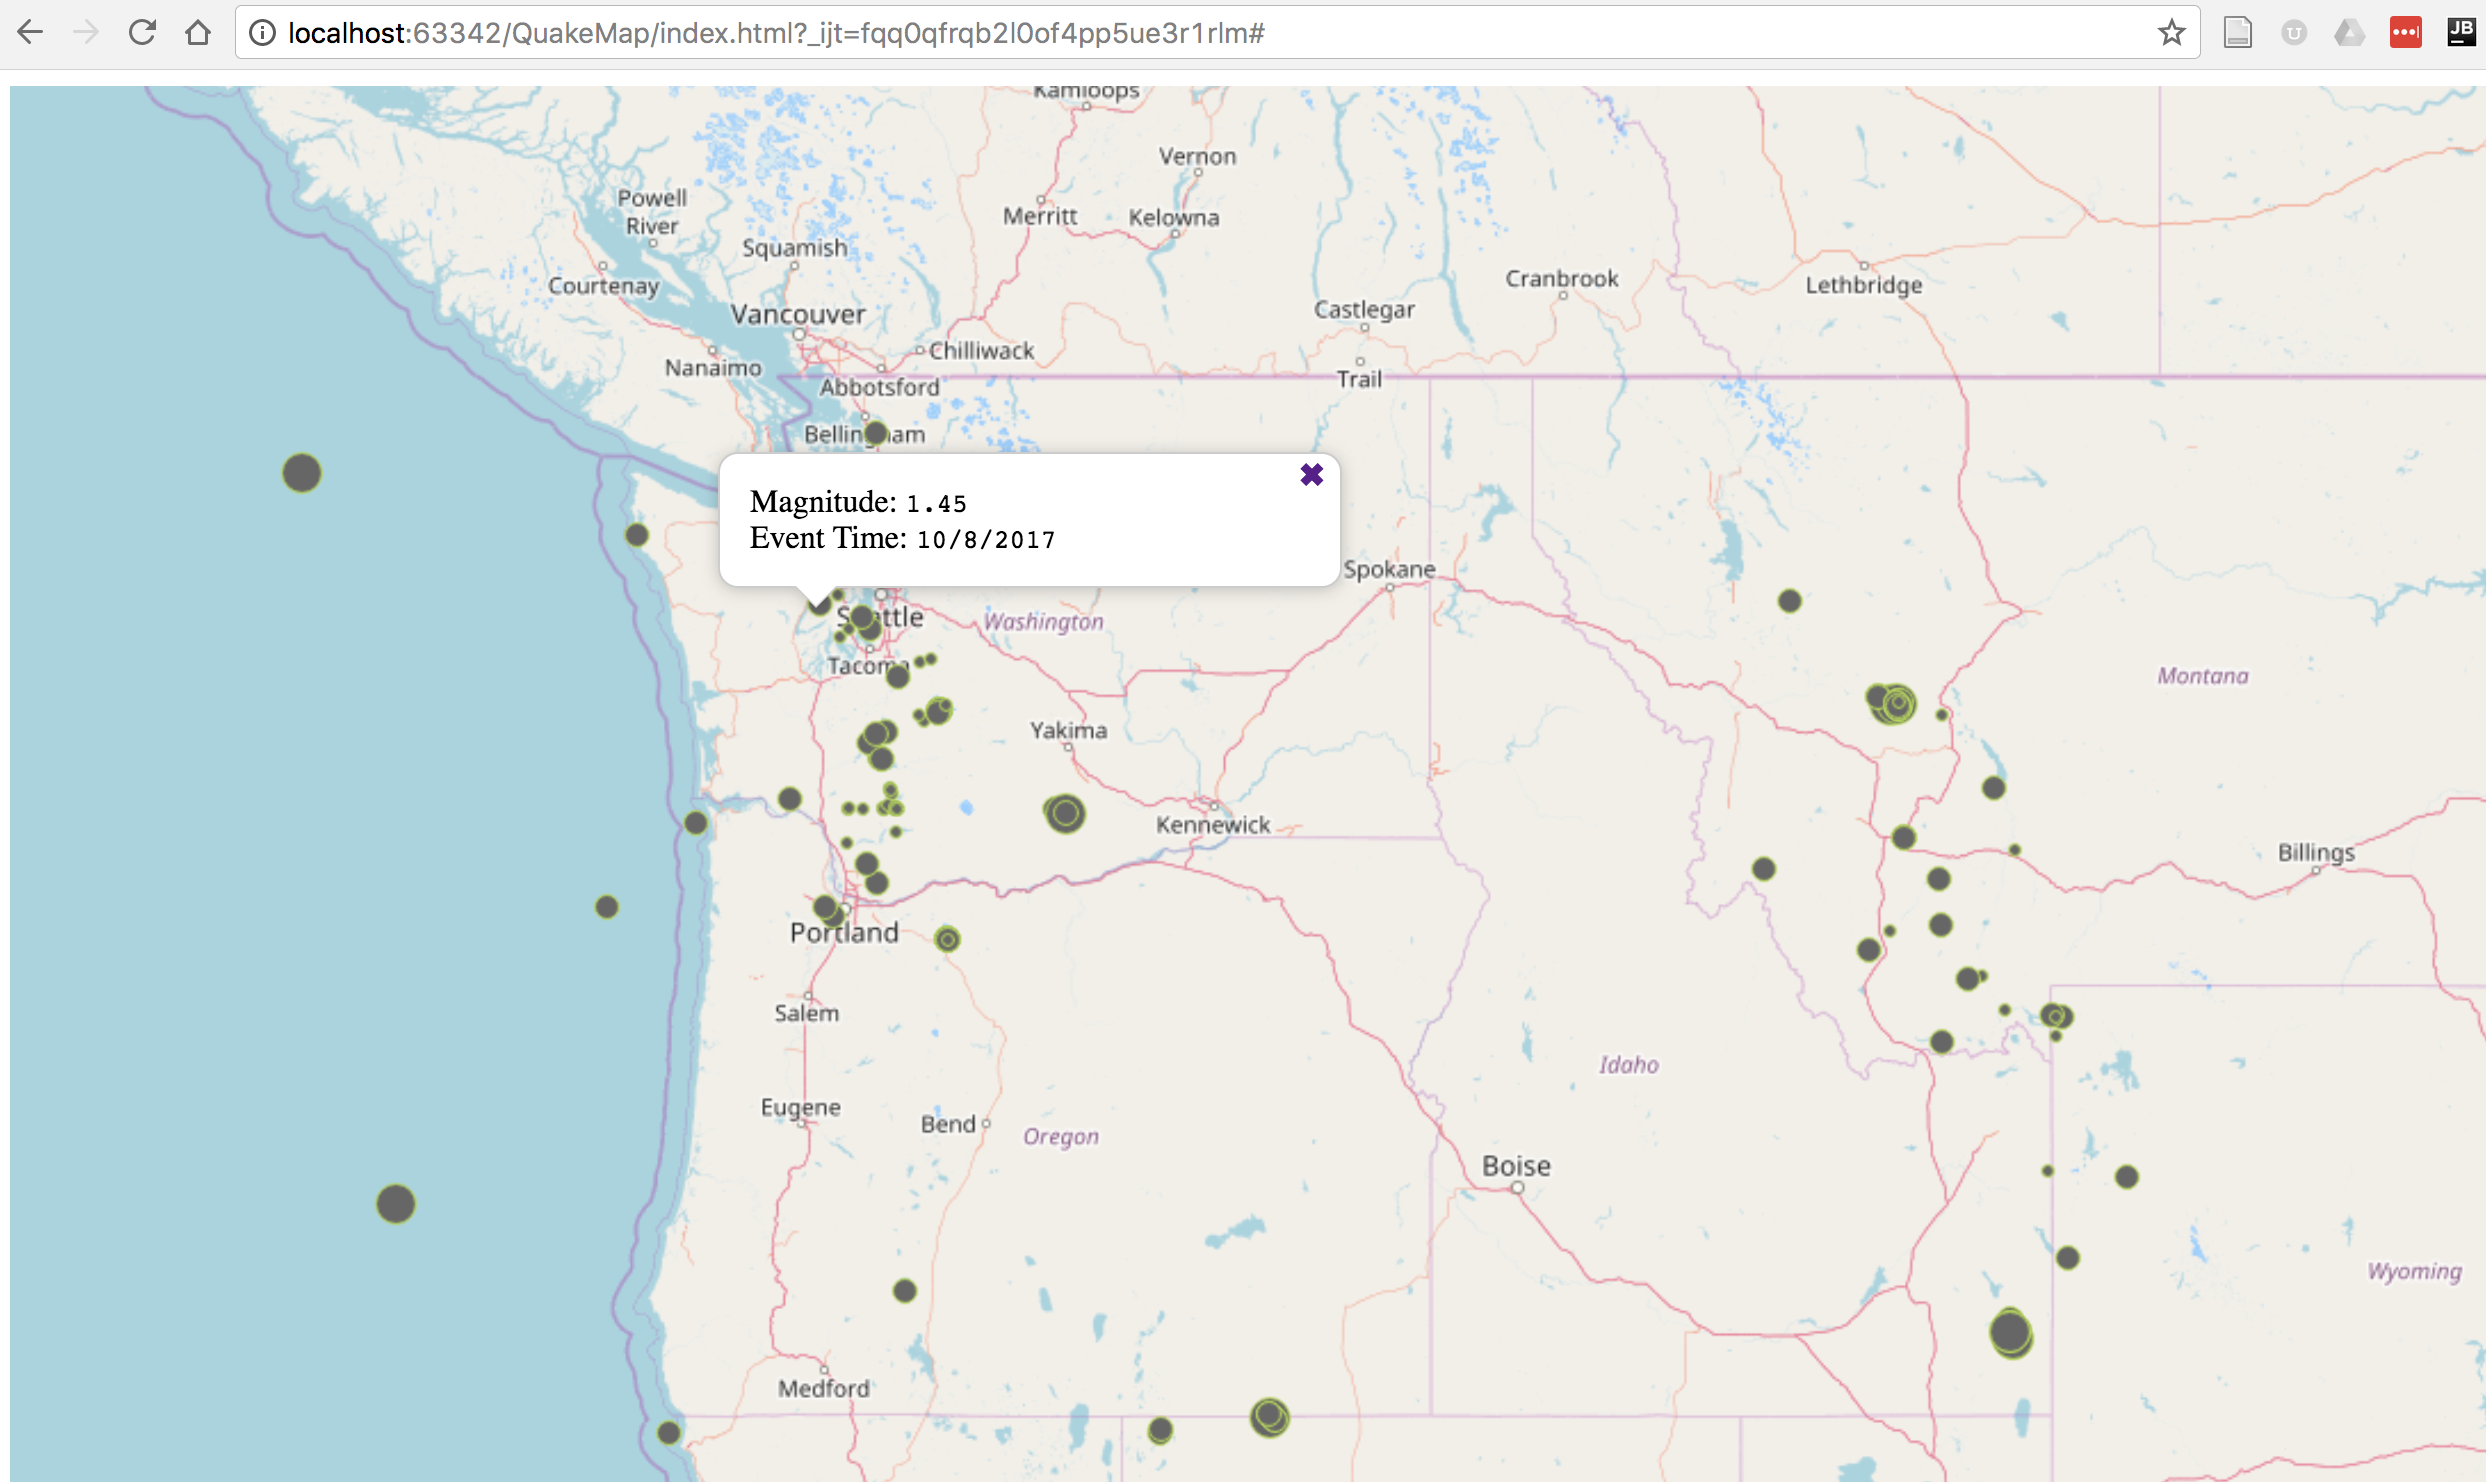 localhost:63342/QuakeMap/index.html?_ijt=fqq0qfrqb2l0of4pp5ue3r1rlm#
JB
Kamloops
Vernon
Powell
River
Merritt
Kelowna
Squamish
Courtenay
Cranbrook
Lethbridge
Vancouver
Castlegar
Chilliwack
Nanaimo
Abbotsford
Trail
Bellingham
Magnitude: 1.45
Event Time: 10/8/2017
Spokane
Seattle
Washington
Tacoma
Montana
Yakima
Kennewick
Billings
Portland
Salem
Idaho
Eugene
Bend
Oregon
Boise
Wyoming
Medford